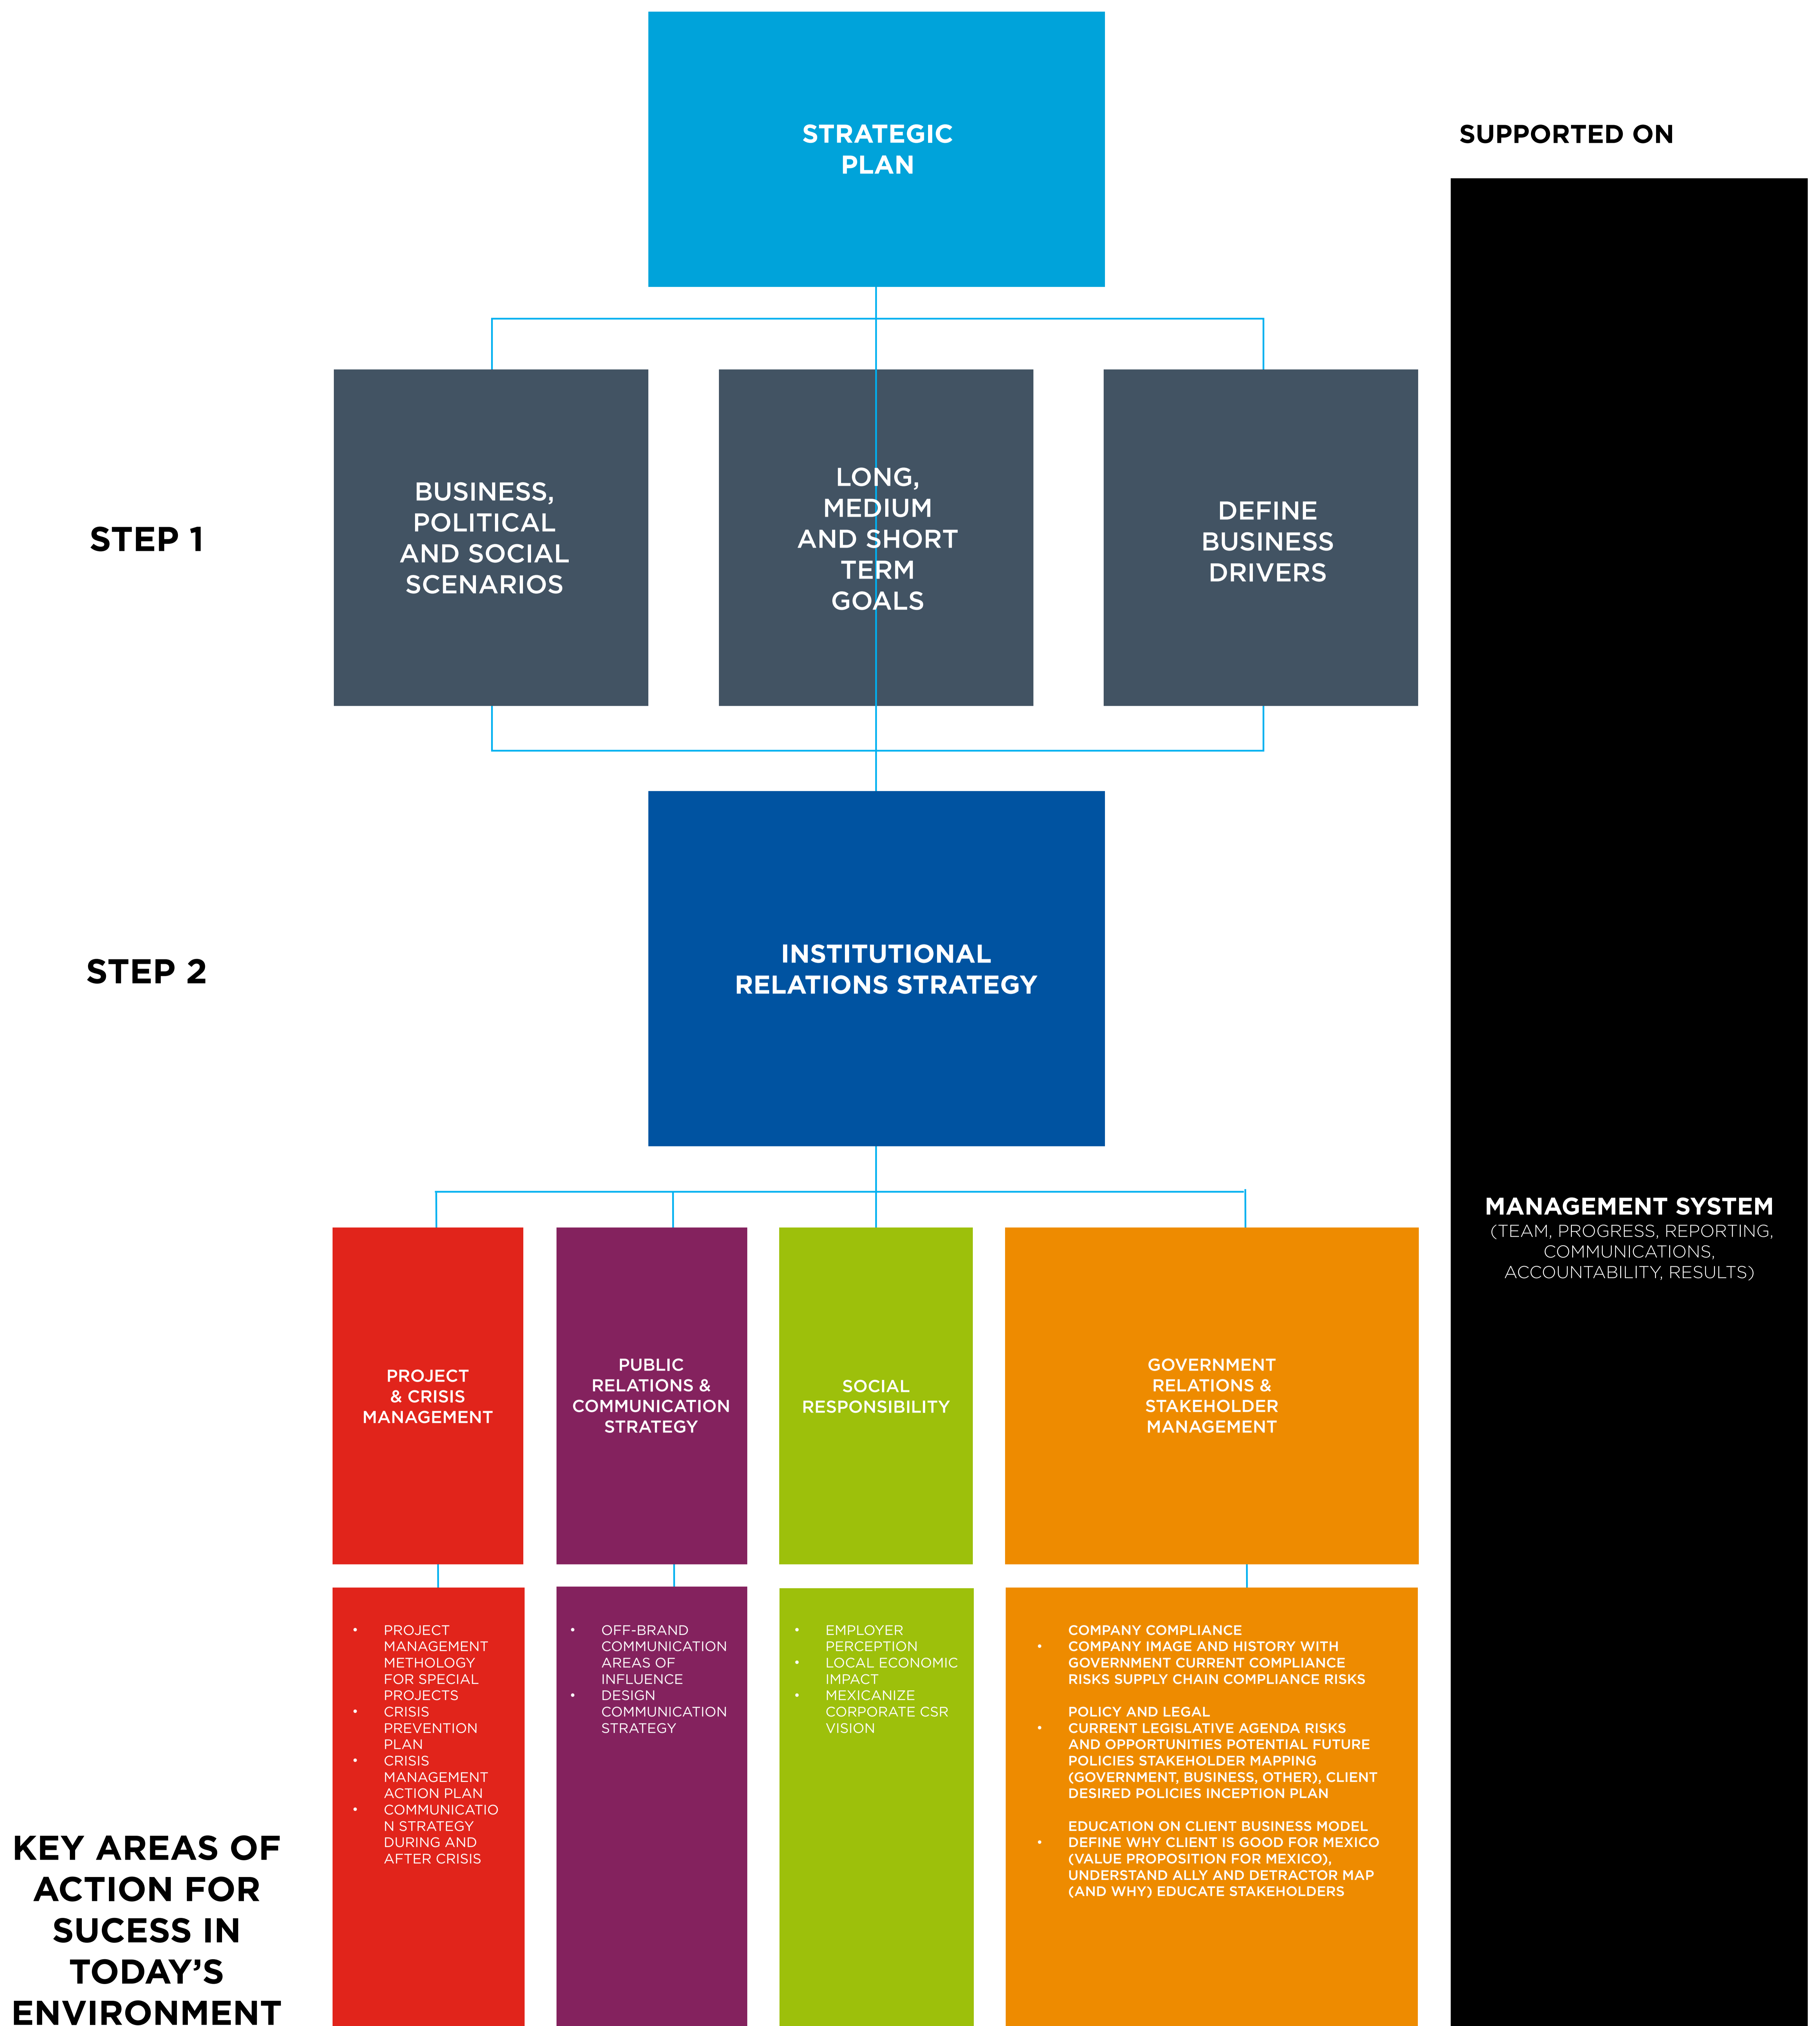 STRATEGIC
PLAN
SUPPORTED ON
STEP 1
BUSINESS,
POLITICAL
AND SOCIAL
SCENARIOS
LONG,
MEDIUM
AND SHORT
TERM
GOALS
DEFINE
BUSINESS
DRIVERS
STEP 2
INSTITUTIONAL
RELATIONS STRATEGY
MANAGEMENT SYSTEM
(TEAM, PROGRESS, REPORTING,
COMMUNICATIONS,
ACCOUNTABILITY, RESULTS)
PROJECT
& CRISIS
MANAGEMENT
PUBLIC
RELATIONS &
COMMUNICATION
STRATEGY
SOCIAL
RESPONSIBILITY
GOVERNMENT
RELATIONS &
STAKEHOLDER
MANAGEMENT
KEY AREAS OF
ACTION FOR
SUCESS IN
TODAY’S
ENVIRONMENT
• PROJECT
MANAGEMENT
METHOLOGY
FOR SPECIAL
PROJECTS
• CRISIS
PREVENTION
PLAN
• CRISIS
MANAGEMENT
ACTION PLAN
• COMMUNICATIO
N STRATEGY
DURING AND
AFTER CRISIS
• OFF-BRAND
COMMUNICATION
AREAS OF
INFLUENCE
• DESIGN
COMMUNICATION
STRATEGY
• EMPLOYER
PERCEPTION
• LOCAL ECONOMIC
IMPACT
• MEXICANIZE
CORPORATE CSR
VISION
COMPANY COMPLIANCE
• COMPANY IMAGE AND HISTORY WITH
GOVERNMENT CURRENT COMPLIANCE
RISKS SUPPLY CHAIN COMPLIANCE RISKS
POLICY AND LEGAL
• CURRENT LEGISLATIVE AGENDA RISKS
AND OPPORTUNITIES POTENTIAL FUTURE
POLICIES STAKEHOLDER MAPPING
(GOVERNMENT, BUSINESS, OTHER), CLIENT
DESIRED POLICIES INCEPTION PLAN
EDUCATION ON CLIENT BUSINESS MODEL
• DEFINE WHY CLIENT IS GOOD FOR MEXICO
(VALUE PROPOSITION FOR MEXICO),
UNDERSTAND ALLY AND DETRACTOR MAP
(AND WHY) EDUCATE STAKEHOLDERS